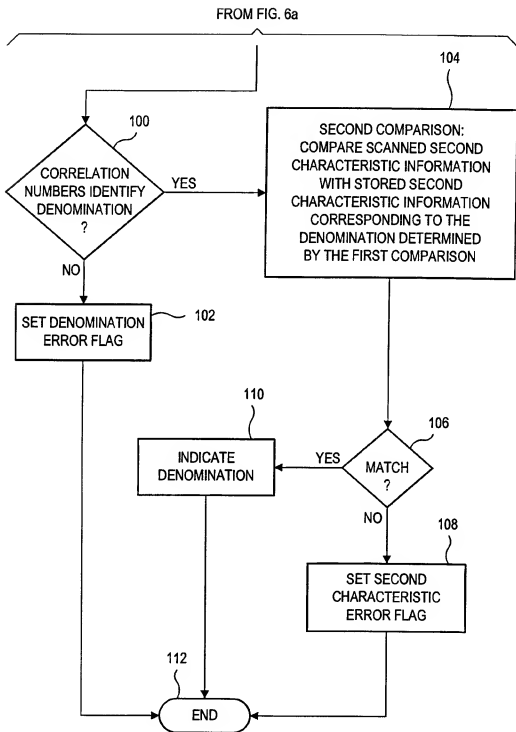 FROM FIG. 6a
104
100
CORRELATION
NUMBERS IDENTIFY
DENOMINATION
?
YES
SECOND COMPARISON:
COMPARE SCANNED SECOND
CHARACTERISTIC INFORMATION
WITH STORED SECOND
CHARACTERISTIC INFORMATION
CORRESPONDING TO THE
DENOMINATION DETERMINED
BY THE FIRST COMPARISON
NO
SET DENOMINATION
ERROR FLAG
102
110
INDICATE
DENOMINATION
YES
106
MATCH
?
NO
108
SET SECOND
CHARACTERISTIC
ERROR FLAG
112
END